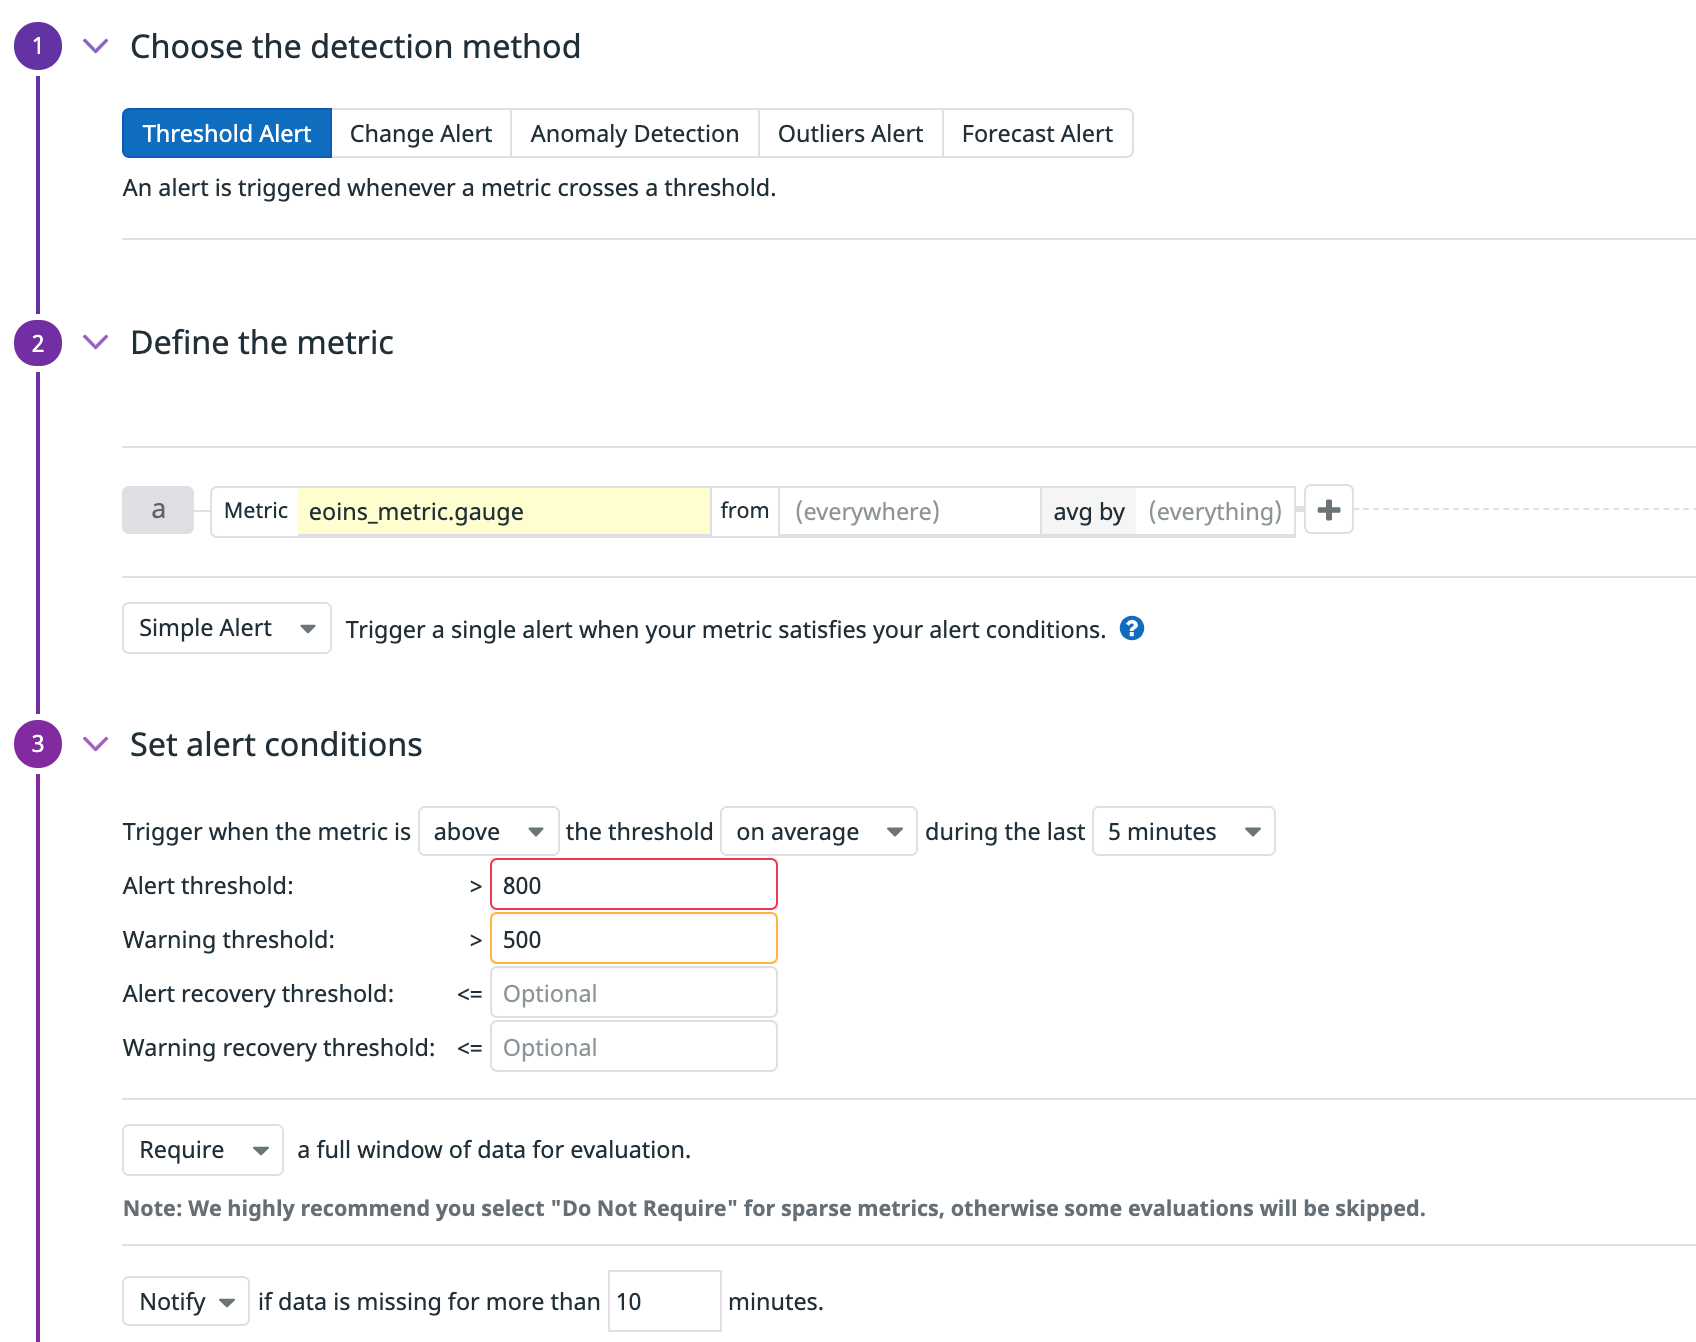 1 Choose the detection method
Threshold Alert Change Alert Anomaly Detection Outliers Alert Forecast Alert
An alert is triggered whenever a metric crosses a threshold.
2 Define the metric
a Metric eoins_metric.gauge from (everywhere) avg by (everything) +
Simple Alert Trigger a single alert when your metric satisfies your alert conditions. ?
3 Set alert conditions
Trigger when the metric is above the threshold on average during the last 5 minutes
Alert threshold: > 800
Warning threshold: > 500
Alert recovery threshold: <= Optional
Warning recovery threshold: <= Optional
Require a full window of data for evaluation.
Note: We highly recommend you select "Do Not Require" for sparse metrics, otherwise some evaluations will be skipped.
Notify if data is missing for more than 10 minutes.